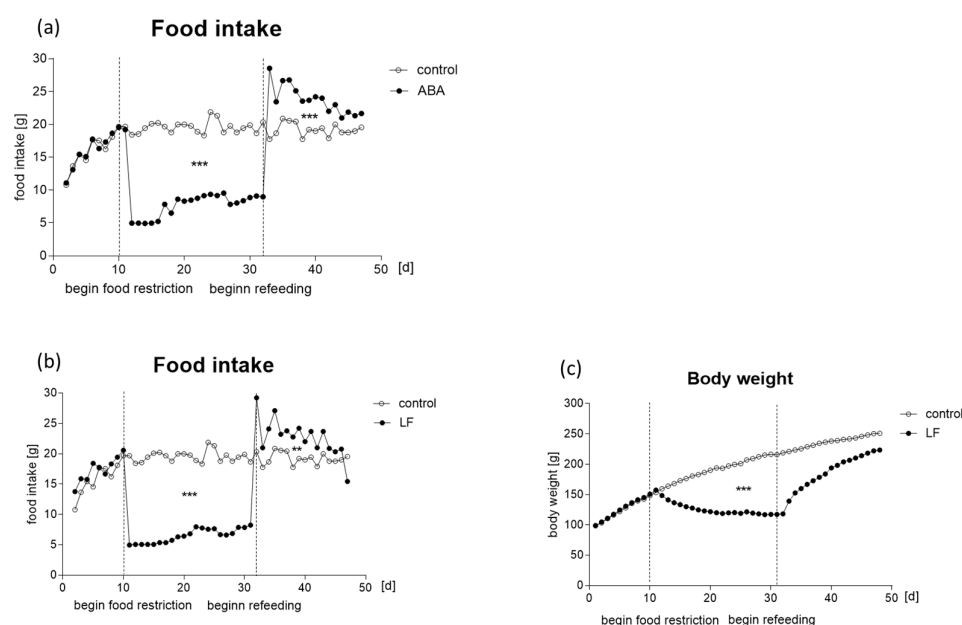 (a)
Food intake
food intake [g]
30
25
20
15
10
5
0
***
***
control
ABA
0 10 20 30 40 50 [d]
begin food restriction beginn refeeding
(b)
Food intake
food intake [g]
30
25
20
15
10
5
0
***
**
control
LF
0 10 20 30 40 50 [d]
begin food restriction beginn refeeding
(c)
Body weight
body weight [g]
300
250
200
150
100
50
0
***
control
LF
0 10 20 30 40 50 [d]
begin food restriction begin refeeding